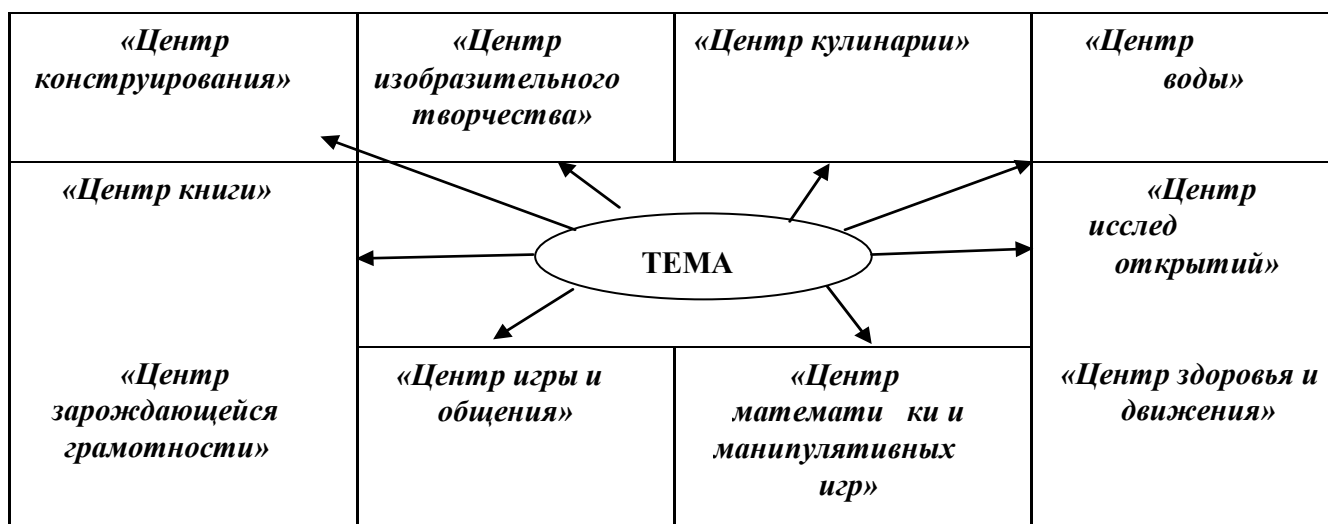 «Центр
конструирования»
«Центр
изобразительного
творчества»
«Центр кулинарии»
«Центр
воды»
«Центр книги»
«Центр
исслед
открытий»
ТЕМА
«Центр
зарождающейся
грамотности»
«Центр игры и
общения»
«Центр
математи ки и
манипулятивных
игр»
«Центр здоровья и
движения»